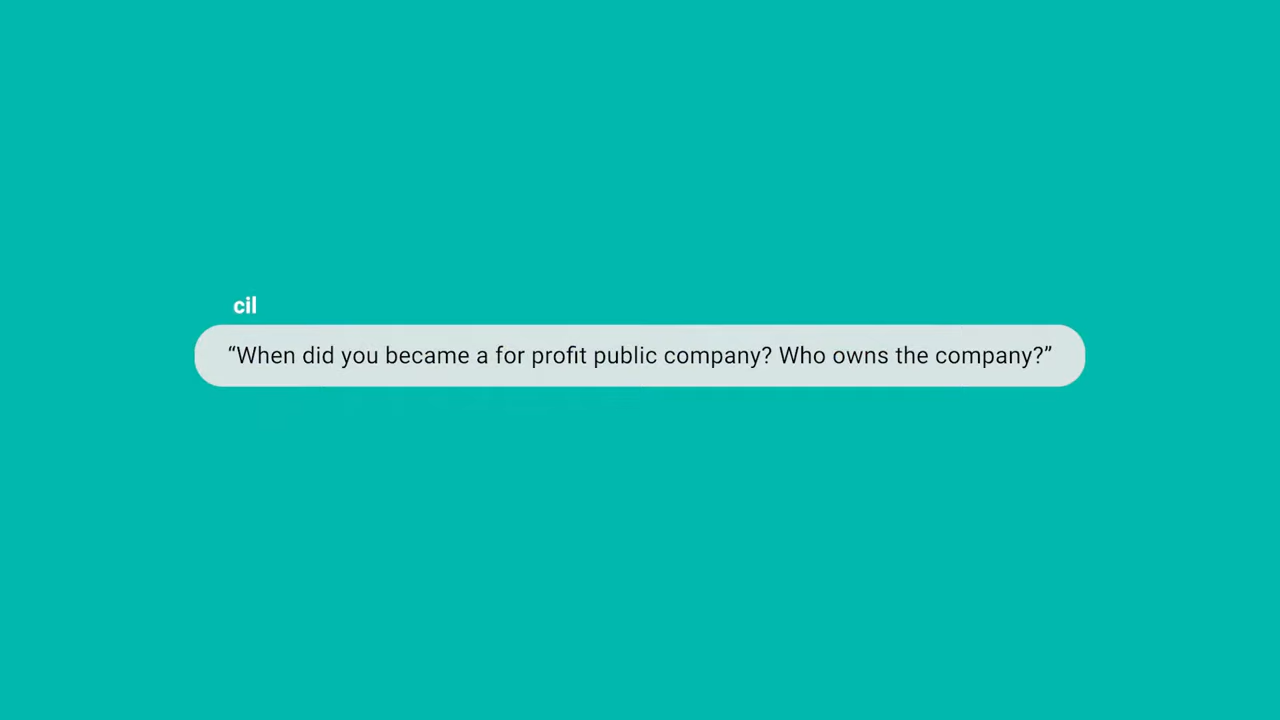 cil
“When did you became a for profit public company? Who owns the company?”